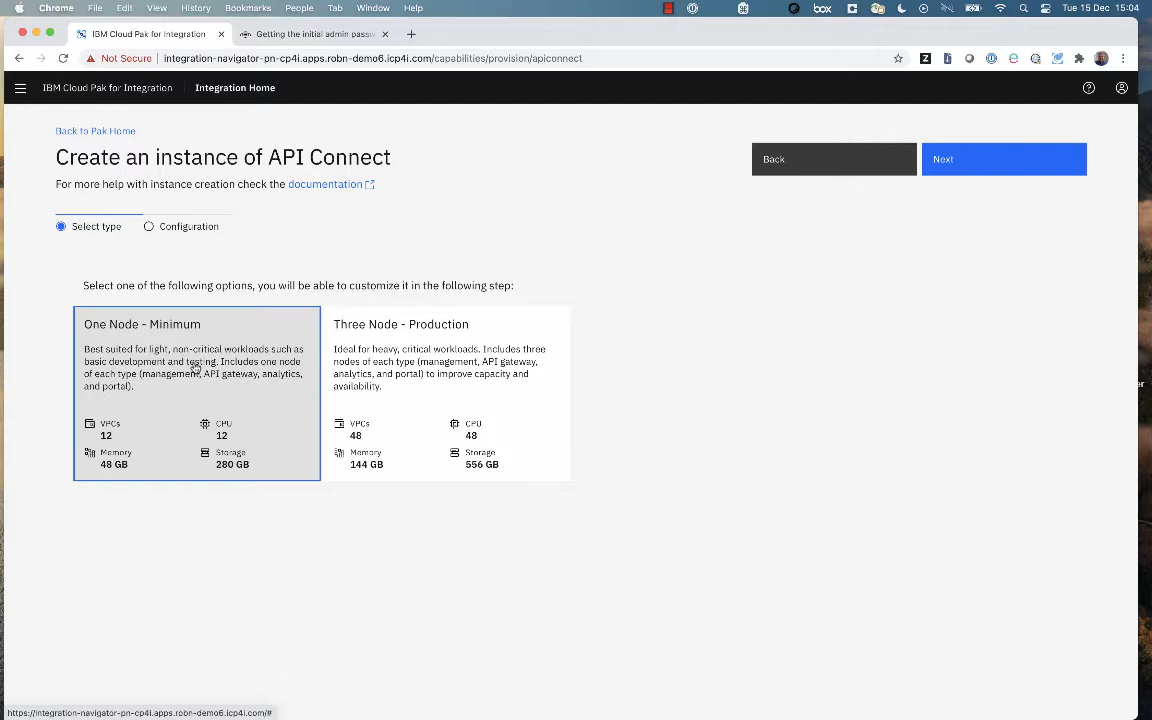 Chrome File Edit View History Bookmarks People Tab Window Help
box
Tue 15 Dec 15:04
IBM Cloud Pak for Integration
Getting the initial admin passw
Not Secure integration-navigator-pn-cp4i.apps.robn-demo6.icp4i.com/capabilities/provision/apiconnect
IBM Cloud Pak for Integration Integration Home
Back to Pak Home
Create an instance of API Connect
Back Next
For more help with instance creation check the documentation
Select type Configuration
Select one of the following options, you will be able to customize it in the following step:
One Node - Minimum
Best suited for light, non-critical workloads such as
basic development and testing. Includes one node
of each type (management, API gateway, analytics,
and portal).
VPCs CPU
12 12
Memory Storage
48 GB 280 GB
Three Node - Production
Ideal for heavy, critical workloads. Includes three
nodes of each type (management, API gateway,
analytics, and portal) to improve capacity and
availability.
VPCs CPU
48 48
Memory Storage
144 GB 556 GB
er
https://integration-navigator-pn-cp4i.apps.robn-demo6.icp4i.com/#